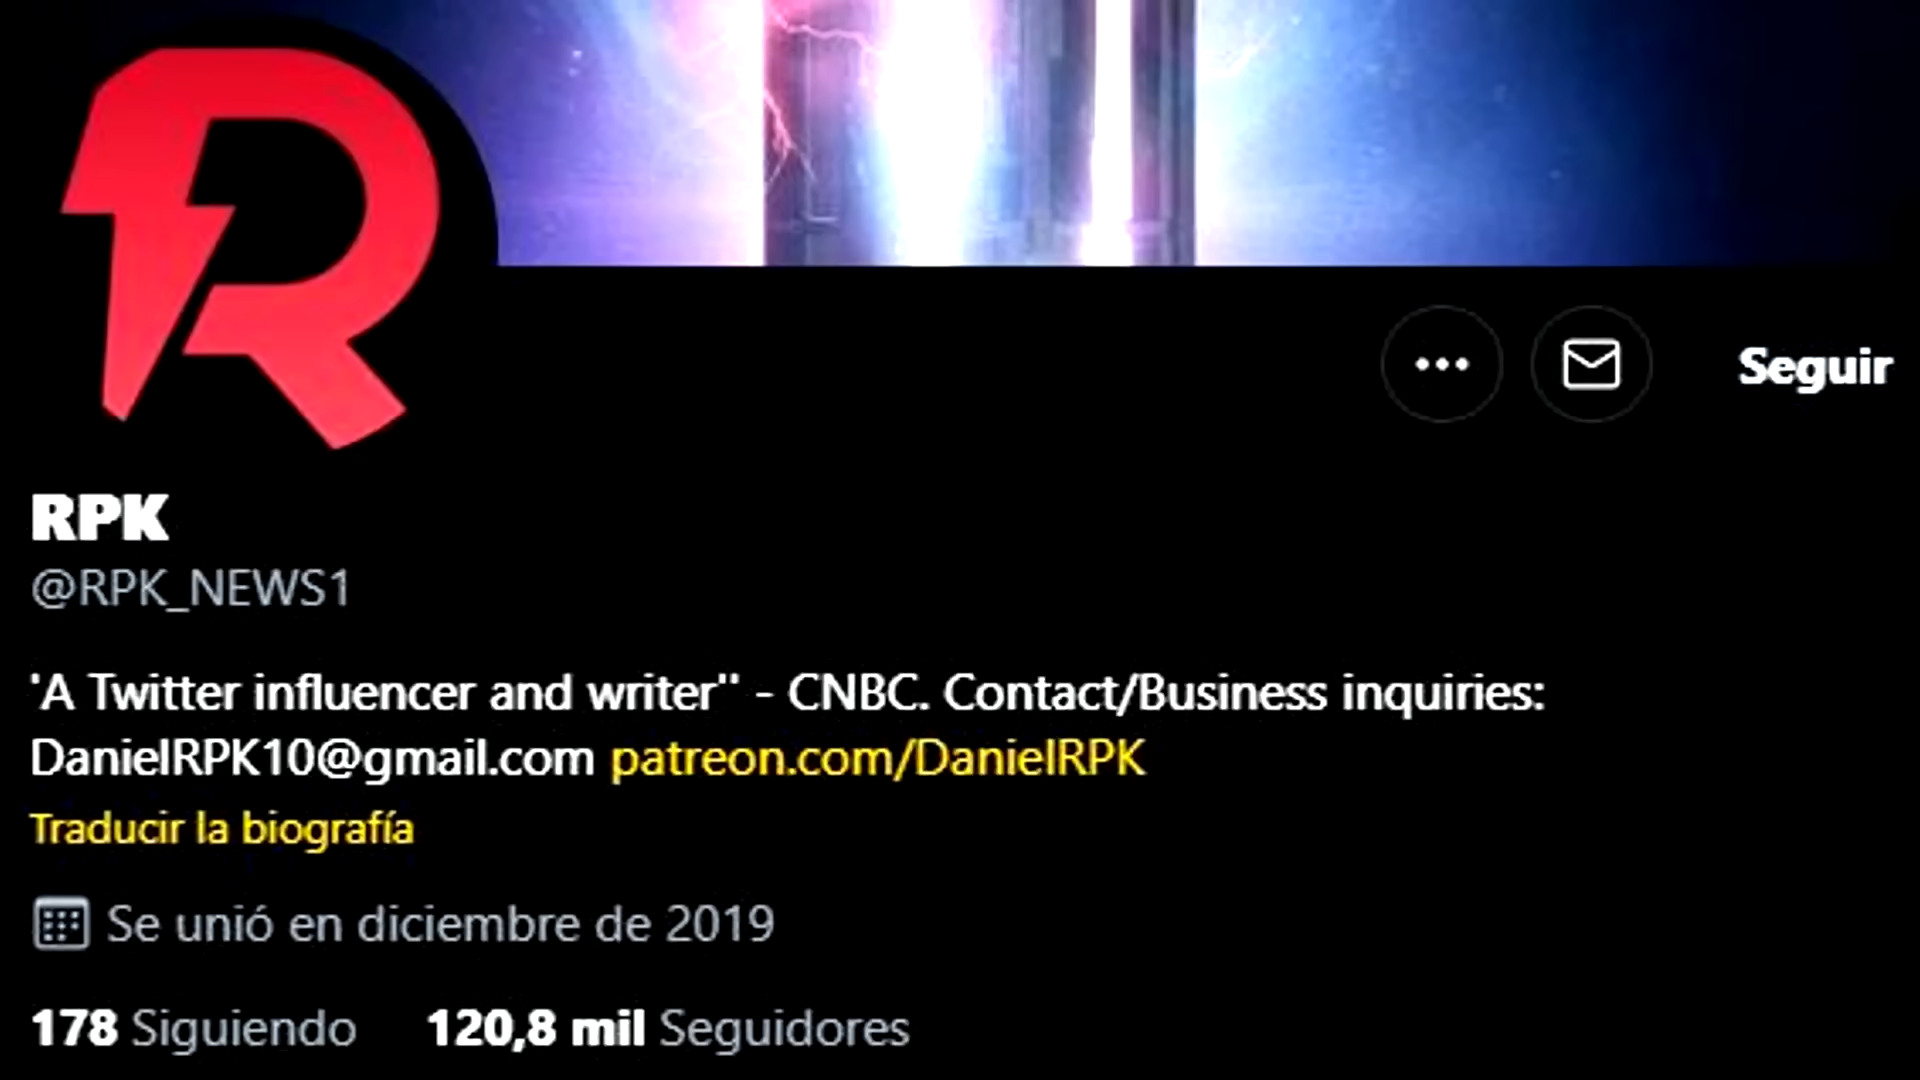 Seguir
RPK
@RPK_NEWS1
'A Twitter influencer and writer'' - CNBC. Contact/Business inquiries:
DanielRPK10@gmail.com patreon.com/DanielRPK
Traducir la biografía
Se unió en diciembre de 2019
178 Siguiendo 120,8 mil Seguidores